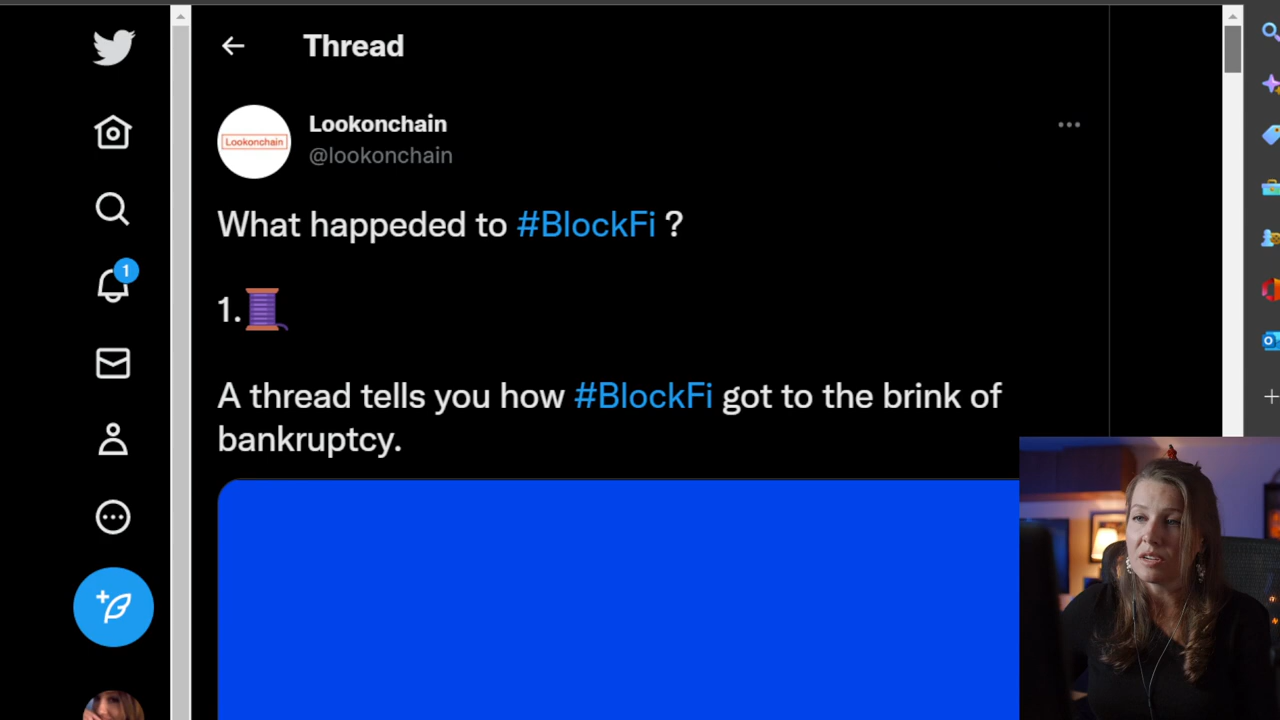 Thread
Lookonchain
Lookonchain
@lookonchain
What happeded to #BlockFi ?
1.
A thread tells you how #BlockFi got to the brink of
bankruptcy.
1